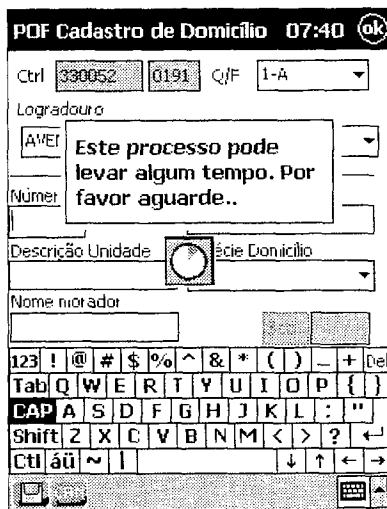 POF Cadastro de Domicílio 07:40 ok
Ctrl 330052 0191 Q/F 1-A
Logradouro
AVE
Este processo pode
levar algum tempo. Por
favor aguarde..
Númer
Descrição Unidade écie Domicílio
Nome morador
123 ! @ # $ % ^ & * ( ) _ + Del
Tab Q W E R T Y U I O P { }
CAP A S D F G H J K L : "
Shift Z X C V B N M < > ? ↵
Ctl áü ~ | ↓ ↑ ← →